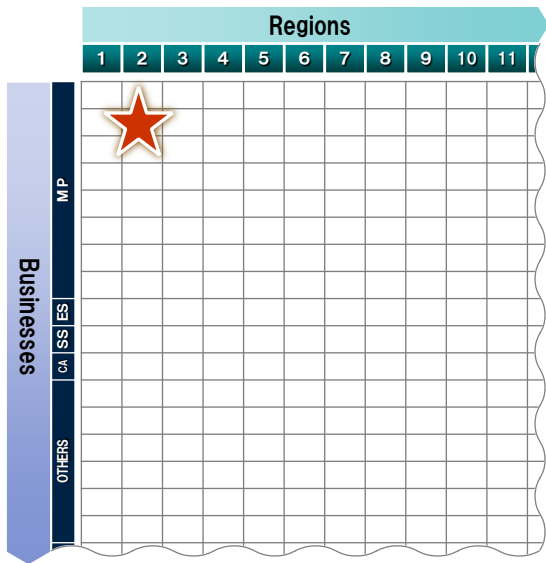 Regions
1 2 3 4 5 6 7 8 9 10 11
Businesses
MP
ES
SS
CA
OTHERS